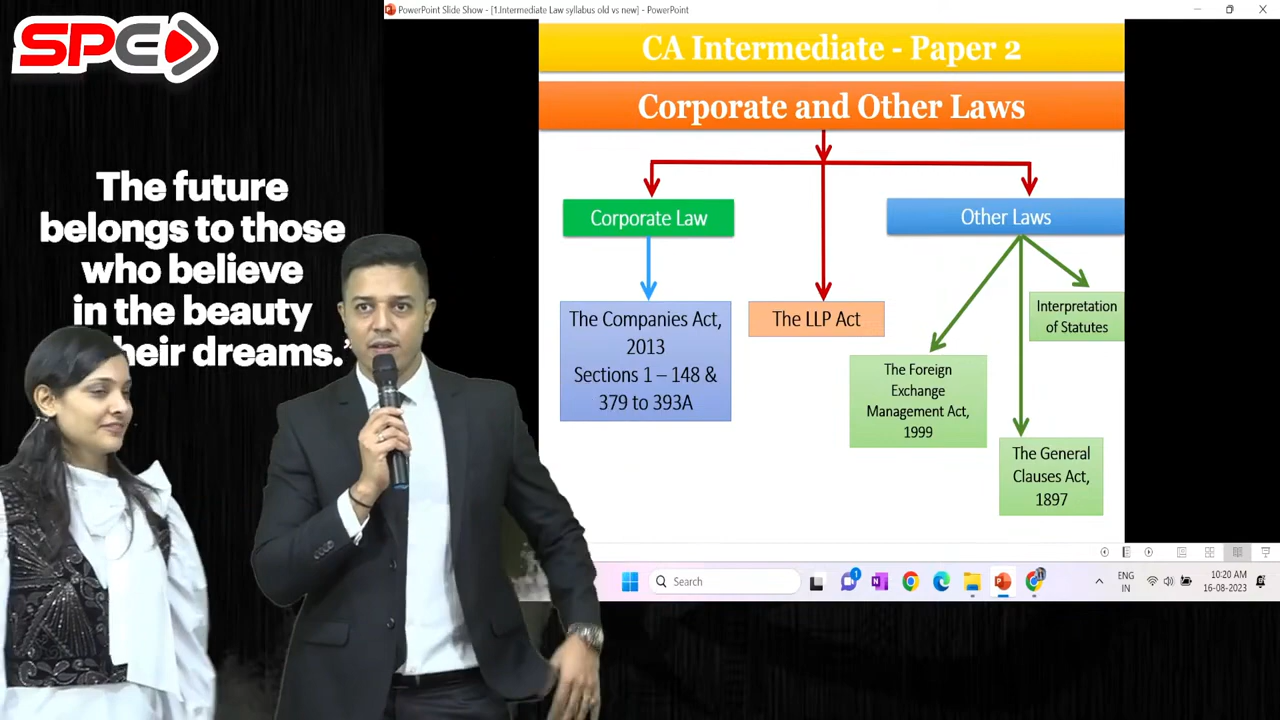 PowerPoint Slide Show - [1.Intermediate Law syllabus old vs new] - PowerPoint
SPE
CA Intermediate - Paper 2
Corporate and Other Laws
The future
belongs to those
who believe
in the beauty
heir dreams.”
Corporate Law
Other Laws
The Companies Act,
2013
Sections 1 – 148 &
379 to 393A
The LLP Act
Interpretation
of Statutes
The Foreign
Exchange
Management Act,
1999
The General
Clauses Act,
1897
Search
1
ENG
IN
10:20 AM
16-08-2023